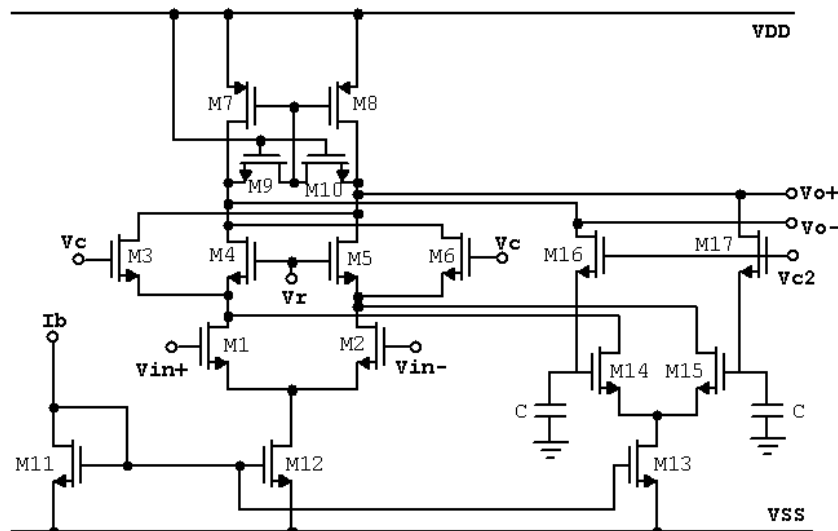 VDD
M7
M8
M9
M10
Vo+
Vo-
Vc
M3
M4
M5
M6
Vc
M16
M17
Vr
Vc2
Ib
M1
M2
Vin+
Vin-
M14
M15
C
C
M11
M12
M13
VSS